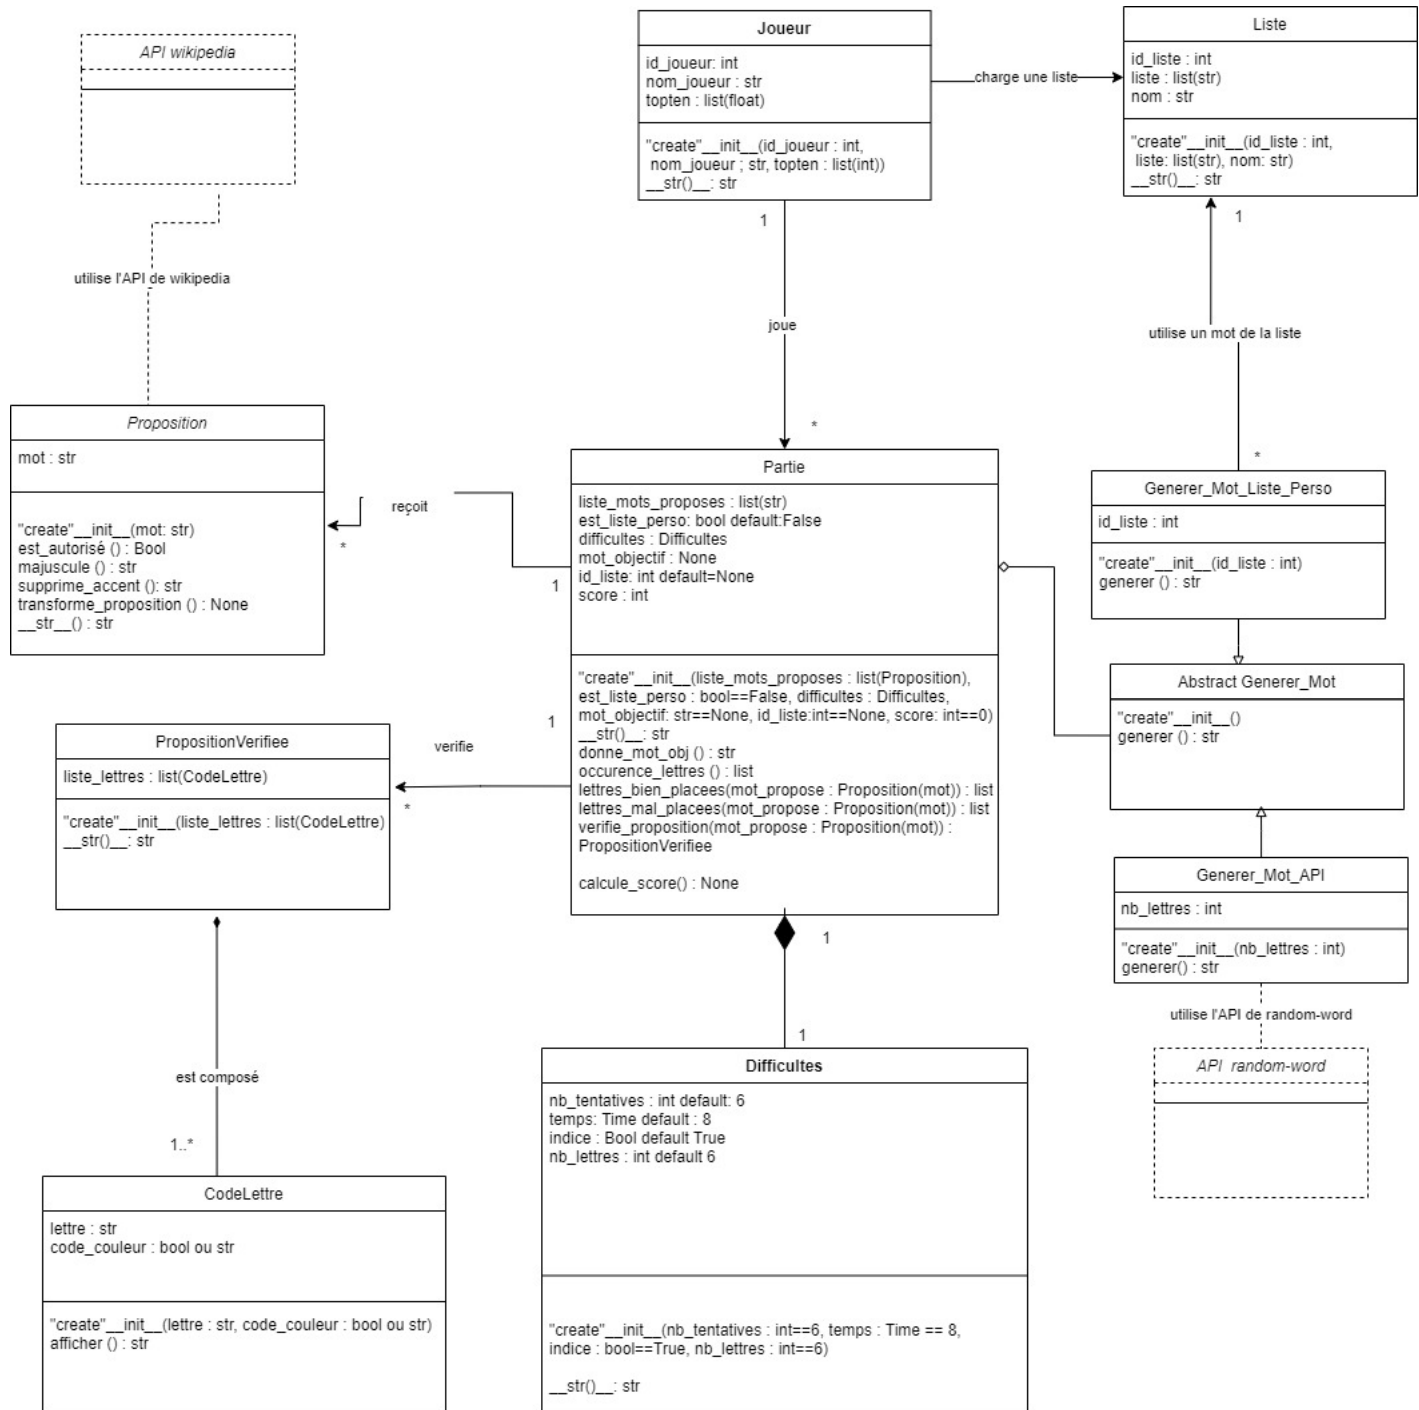 API wikipedia
utilise l'API de wikipedia
Joueur
id_joueur: int
nom_joueur : str
topten : list(float)
"create"__init__(id_joueur : int,
nom_joueur ; str, topten : list(int))
__str()__: str
charge une liste
Liste
id_liste : int
liste : list(str)
nom : str
"create"__init__(id_liste : int,
liste: list(str), nom: str)
__str()__: str
1
joue
*
1
utilise un mot de la liste
*
Proposition
mot : str
"create"__init__(mot: str)
est_autorisé () : Bool
majuscule () : str
supprime_accent (): str
transforme_proposition () : None
__str__() : str
reçoit
*
1
Partie
liste_mots_proposes : list(str)
est_liste_perso: bool default:False
difficultes : Difficultes
mot_objectif : None
id_liste: int default=None
score : int
"create"__init__(liste_mots_proposes : list(Proposition),
est_liste_perso : bool==False, difficultes : Difficultes,
mot_objectif: str==None, id_liste:int==None, score: int==0)
__str()__: str
donne_mot_obj () : str
occurence_lettres () : list
lettres_bien_placees(mot_propose : Proposition(mot)) : list
lettres_mal_placees(mot_propose : Proposition(mot)) : list
verifie_proposition(mot_propose : Proposition(mot)) :
PropositionVerifiee
calcule_score() : None
Generer_Mot_Liste_Perso
id_liste : int
"create"__init__(id_liste : int)
generer () : str
Abstract Generer_Mot
"create"__init__()
generer () : str
Generer_Mot_API
nb_lettres : int
"create"__init__(nb_lettres : int)
generer() : str
utilise l'API de random-word
API random-word
PropositionVerifiee
liste_lettres : list(CodeLettre)
"create"__init__(liste_lettres : list(CodeLettre)
__str()__: str
verifie
1
*
est composé
1..*
CodeLettre
lettre : str
code_couleur : bool ou str
"create"__init__(lettre : str, code_couleur : bool ou str)
afficher () : str
1
1
Difficultes
nb_tentatives : int default: 6
temps: Time default : 8
indice : Bool default True
nb_lettres : int default 6
"create"__init__(nb_tentatives : int==6, temps : Time == 8,
indice : bool==True, nb_lettres : int==6)
__str()__: str